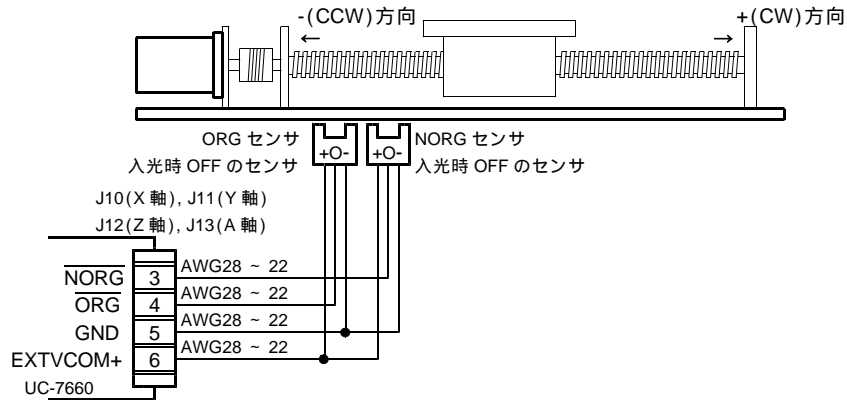 -(CCW)方向
+(CW)方向
←
→
ORG センサ
NORG センサ
+O-
+O-
入光時 OFF のセンサ
入光時 OFF のセンサ
J10(X 軸), J11(Y 軸)
J12(Z 軸), J13(A 軸)
NORG 3 AWG28 ~ 22
ORG 4 AWG28 ~ 22
GND 5 AWG28 ~ 22
EXTVCOM+ 6 AWG28 ~ 22
UC-7660